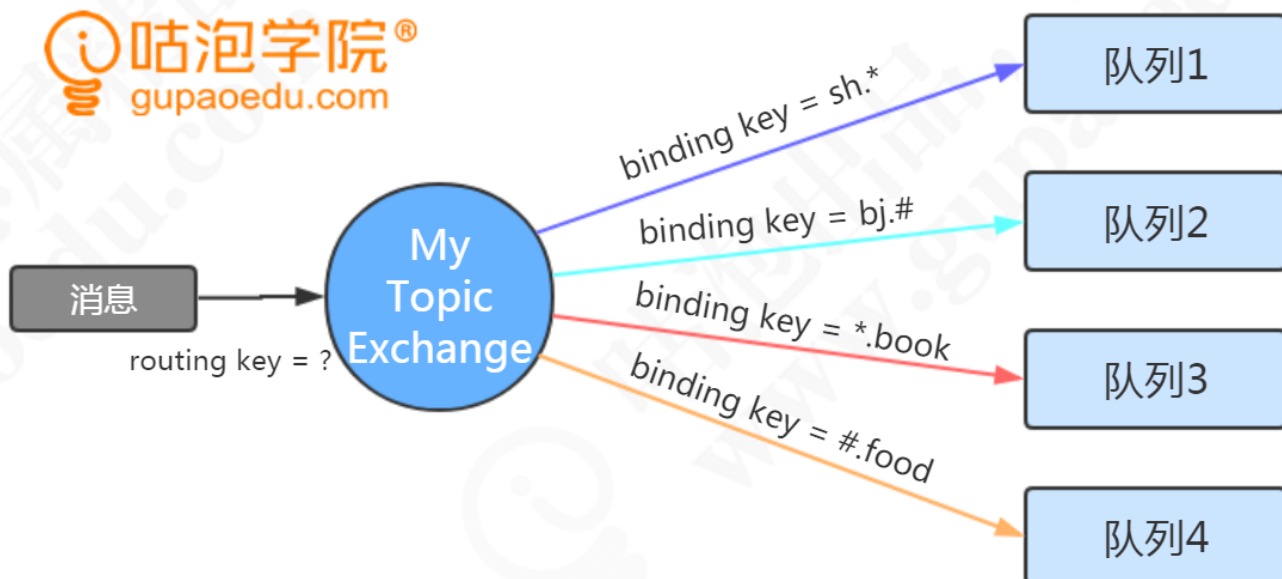 咕泡学院®
gupaoedu.com
binding key = sh.*
队列1
binding key = bj.#
队列2
My
Topic
Exchange
消息
routing key = ?
binding key = *.book
队列3
binding key = #.food
队列4